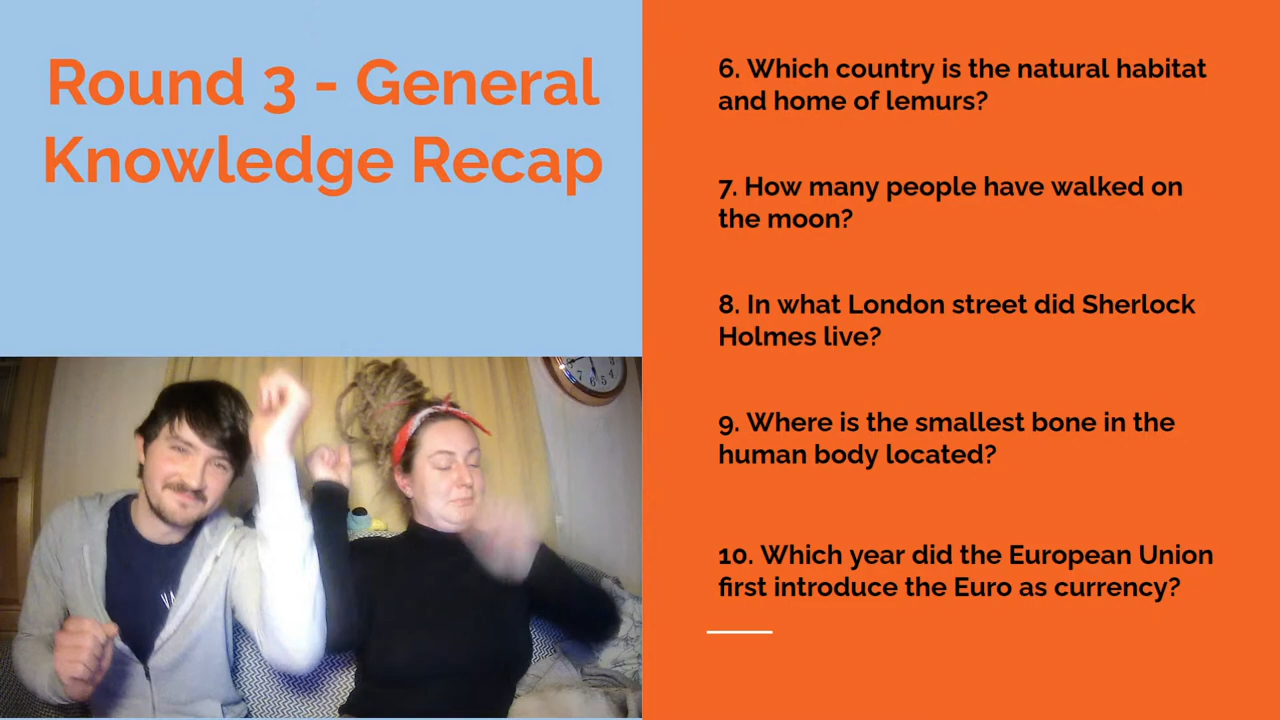 Round 3 - General
Knowledge Recap
6. Which country is the natural habitat
and home of lemurs?
7. How many people have walked on
the moon?
8. In what London street did Sherlock
Holmes live?
9. Where is the smallest bone in the
human body located?
10. Which year did the European Union
first introduce the Euro as currency?